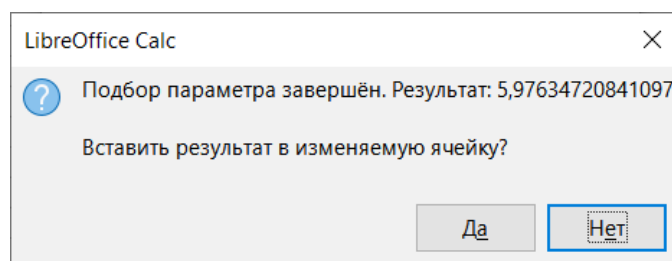 LibreOffice Calc
Подбор параметра завершён. Результат: 5,97634720841097
Вставить результат в изменяемую ячейку?
Да
Нет